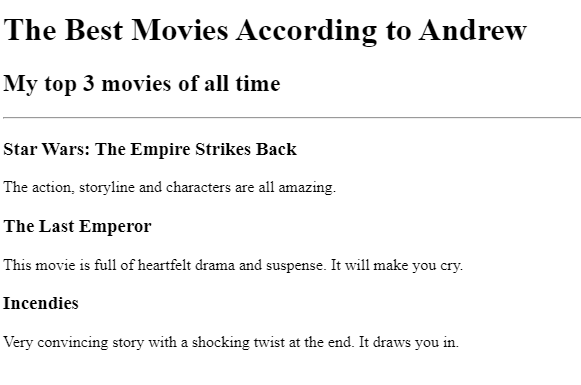 The Best Movies According to Andrew
My top 3 movies of all time
Star Wars: The Empire Strikes Back
The action, storyline and characters are all amazing.
The Last Emperor
This movie is full of heartfelt drama and suspense. It will make you cry.
Incendies
Very convincing story with a shocking twist at the end. It draws you in.